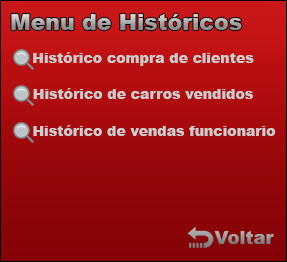 Menu de Históricos
Histórico compra de clientes
Histórico de carros vendidos
Histórico de vendas funcionario
Voltar